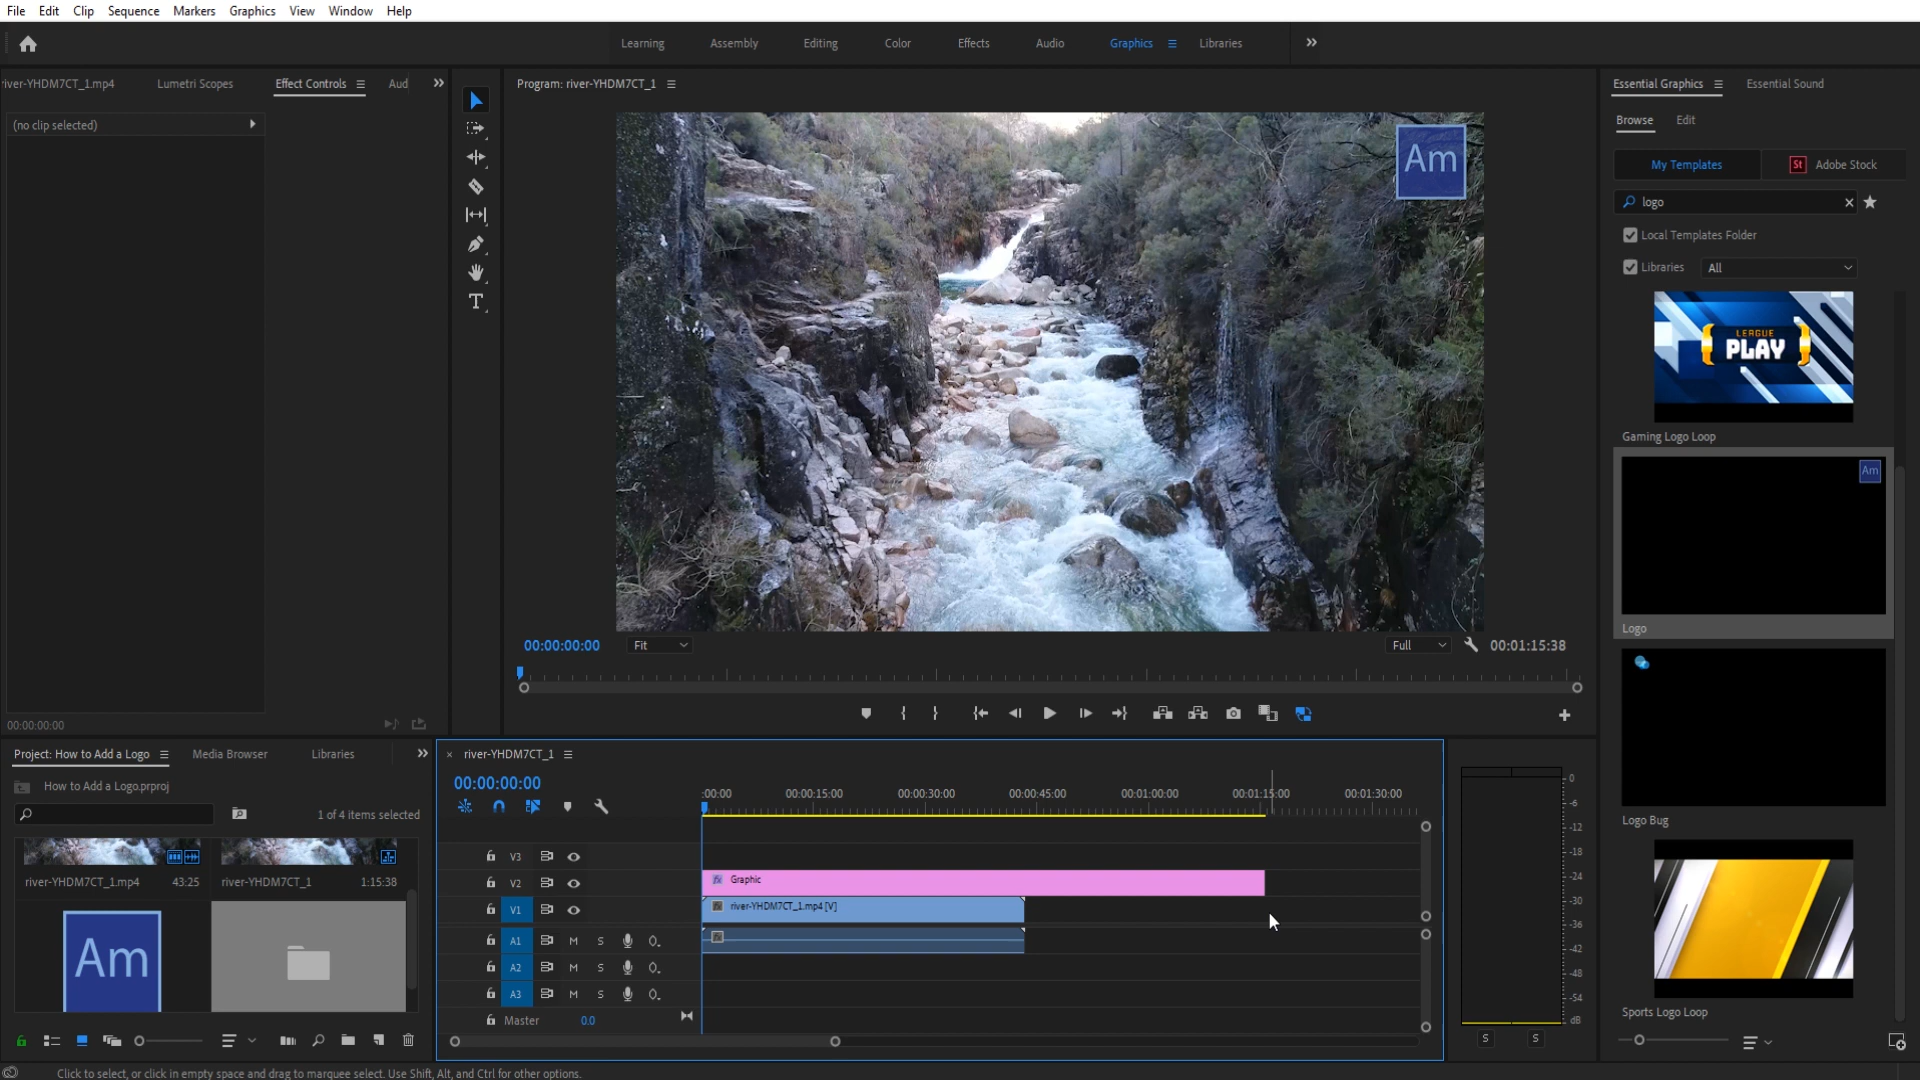 File Edit Clip Sequence Markers Graphics View Window Help
Learning Assembly Editing Color Effects Audio Graphics Libraries
river-YHDM7CT_1.mp4 Lumetri Scopes Effect Controls Aud
(no clip selected)
00:00:00:00
Program: river-YHDM7CT_1
Am
00:00:00:00 Fit Full 00:01:15:38
Essential Graphics Essential Sound
Browse Edit
My Templates St Adobe Stock
logo
Local Templates Folder
Libraries All
LEAGUE
PLAY
Gaming Logo Loop
Am
Logo
Logo Bug
Sports Logo Loop
Project: How to Add a Logo Media Browser Libraries
How to Add a Logo.prproj
1 of 4 items selected
river-YHDM7CT_1.mp4 43:25 river-YHDM7CT_1 1:15:38
Am
river-YHDM7CT_1
00:00:00:00
:00:00 00:00:15:00 00:00:30:00 00:00:45:00 00:01:00:00 00:01:15:00 00:01:30:00
V3
V2 fx Graphic
V1 fx river-YHDM7CT_1.mp4 [V]
A1 M S fx
A2 M S
A3 M S
Master 0.0
0
-6
-12
-18
-24
-30
-36
-42
-48
-54
dB
S S
Click to select, or click in empty space and drag to marquee select. Use Shift, Alt, and Ctrl for other options.